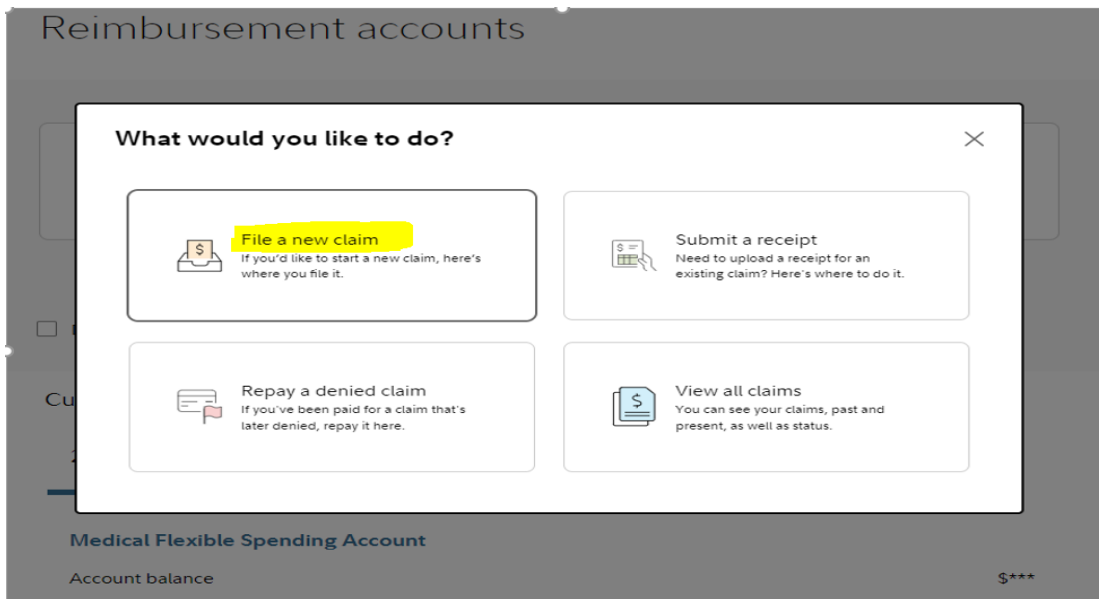 Reimbursement accounts
What would you like to do?
File a new claim
If you'd like to start a new claim, here's
where you file it.
Submit a receipt
Need to upload a receipt for an
existing claim? Here's where to do it.
Repay a denied claim
If you've been paid for a claim that's
later denied, repay it here.
View all claims
You can see your claims, past and
present, as well as status.
Medical Flexible Spending Account
Account balance
$***